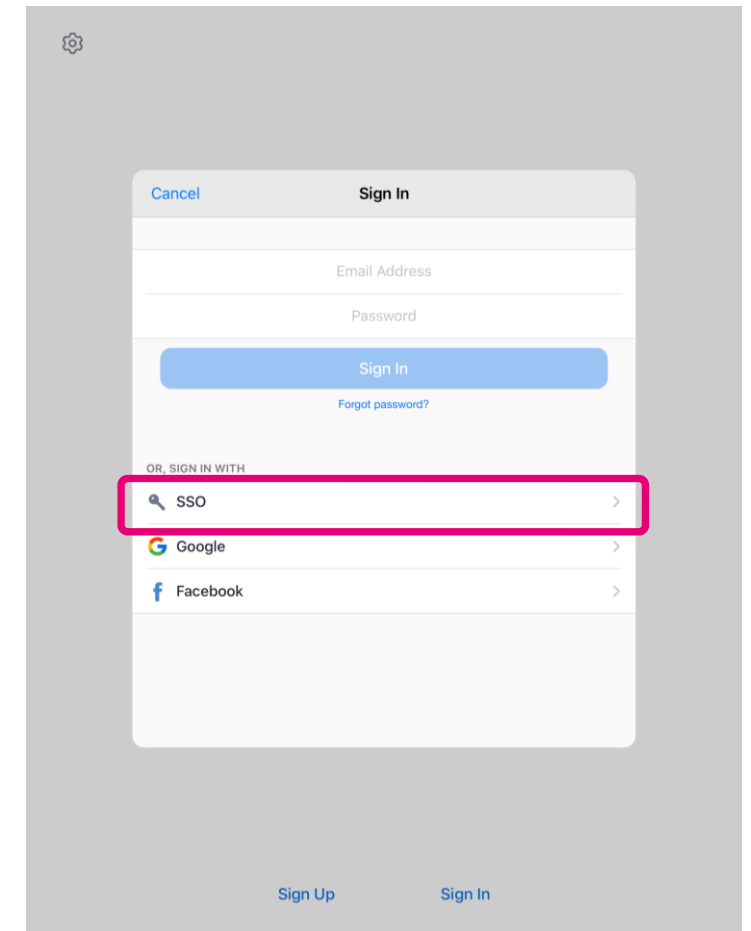 Cancel Sign In
Email Address
Password
Sign In
Forgot password?
OR, SIGN IN WITH
SSO
Google
Facebook
Sign Up Sign In